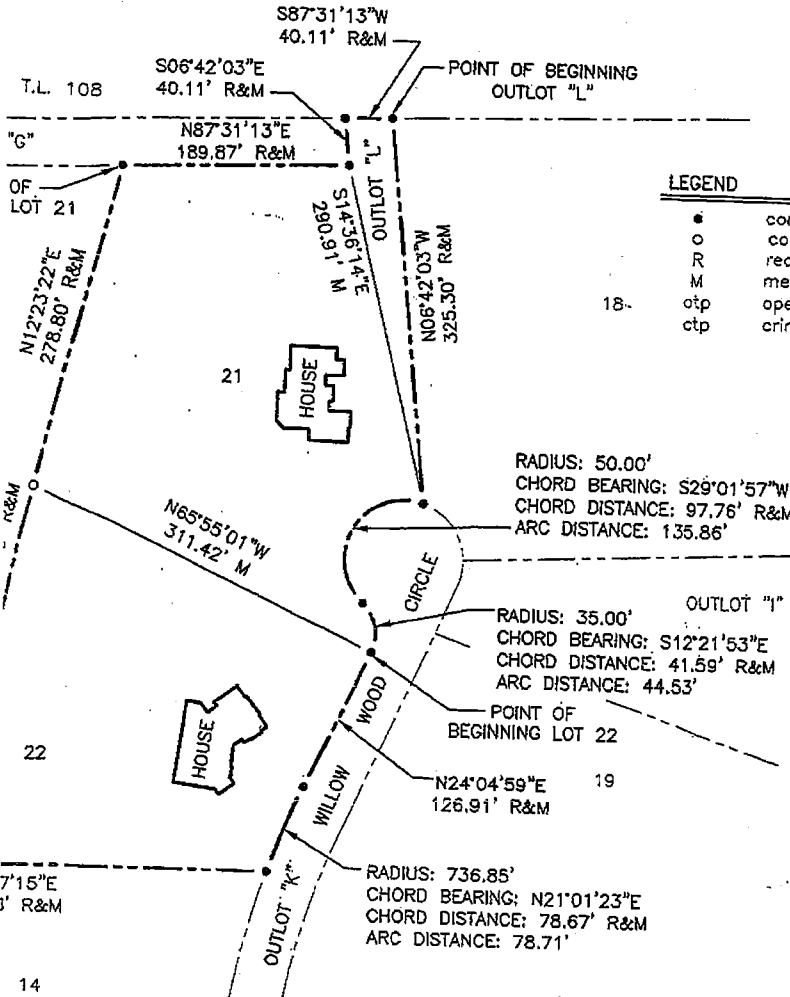 S87°31'13"W
40.11' R&M
S06°42'03"E
40.11' R&M
POINT OF BEGINNING
OUTLOT "L"
T.L. 108
"G"
N87°31'13"E
189.87' R&M
OF
LOT 21
OUTLOT "L"
S14°36'14"E
290.91' M
N06°42'03"W
325.30' R&M
LEGEND
R
M
otp
ctp
18
N12°23'22"E
278.80' R&M
21
HOUSE
RADIUS: 50.00'
CHORD BEARING: S29°01'57"W
CHORD DISTANCE: 97.76' R&M
ARC DISTANCE: 135.86'
R&M
N65°55'01"W
311.42' M
CIRCLE
OUTLOT "I"
RADIUS: 35.00'
CHORD BEARING: S12°21'53"E
CHORD DISTANCE: 41.59' R&M
ARC DISTANCE: 44.53'
WOOD
POINT OF
BEGINNING LOT 22
HOUSE
22
N24°04'59"E
126.91' R&M
19
WILLOW
7'15"E
' R&M
OUTLOT "K"
RADIUS: 736.85'
CHORD BEARING: N21°01'23"E
CHORD DISTANCE: 78.67' R&M
ARC DISTANCE: 78.71'
14